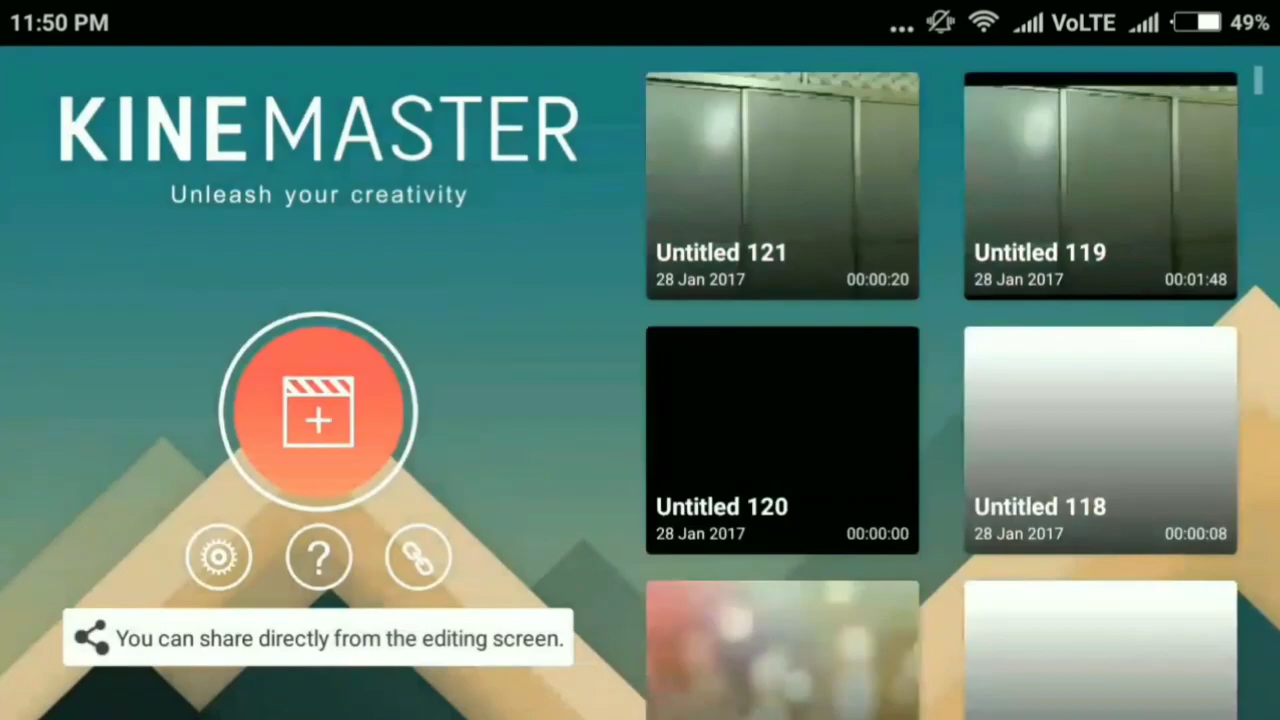 11:50 PM
... VoLTE 49%
KINEMASTER
Unleash your creativity
?
You can share directly from the editing screen.
Untitled 121
28 Jan 2017 00:00:20
Untitled 119
28 Jan 2017 00:01:48
Untitled 120
28 Jan 2017 00:00:00
Untitled 118
28 Jan 2017 00:00:08